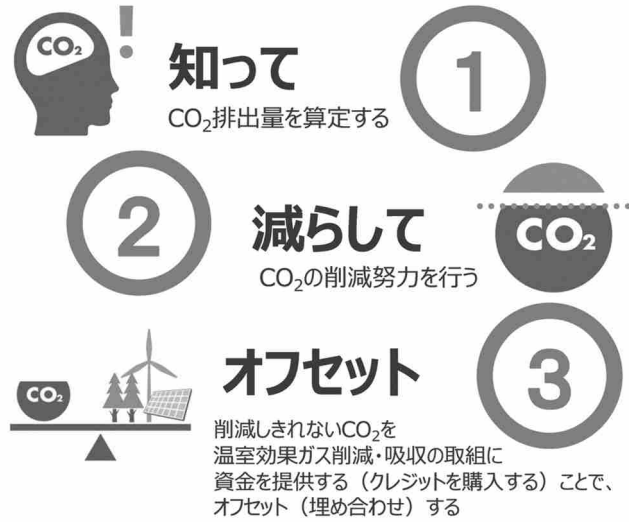 CO₂
知って
CO₂排出量を算定する
1
2
減らして
CO₂の削減努力を行う
CO₂
3
オフセット
CO₂
削減しきれないCO₂を
温室効果ガス削減・吸収の取組に
資金を提供する（クレジットを購入する）ことで、
オフセット（埋め合わせ）する